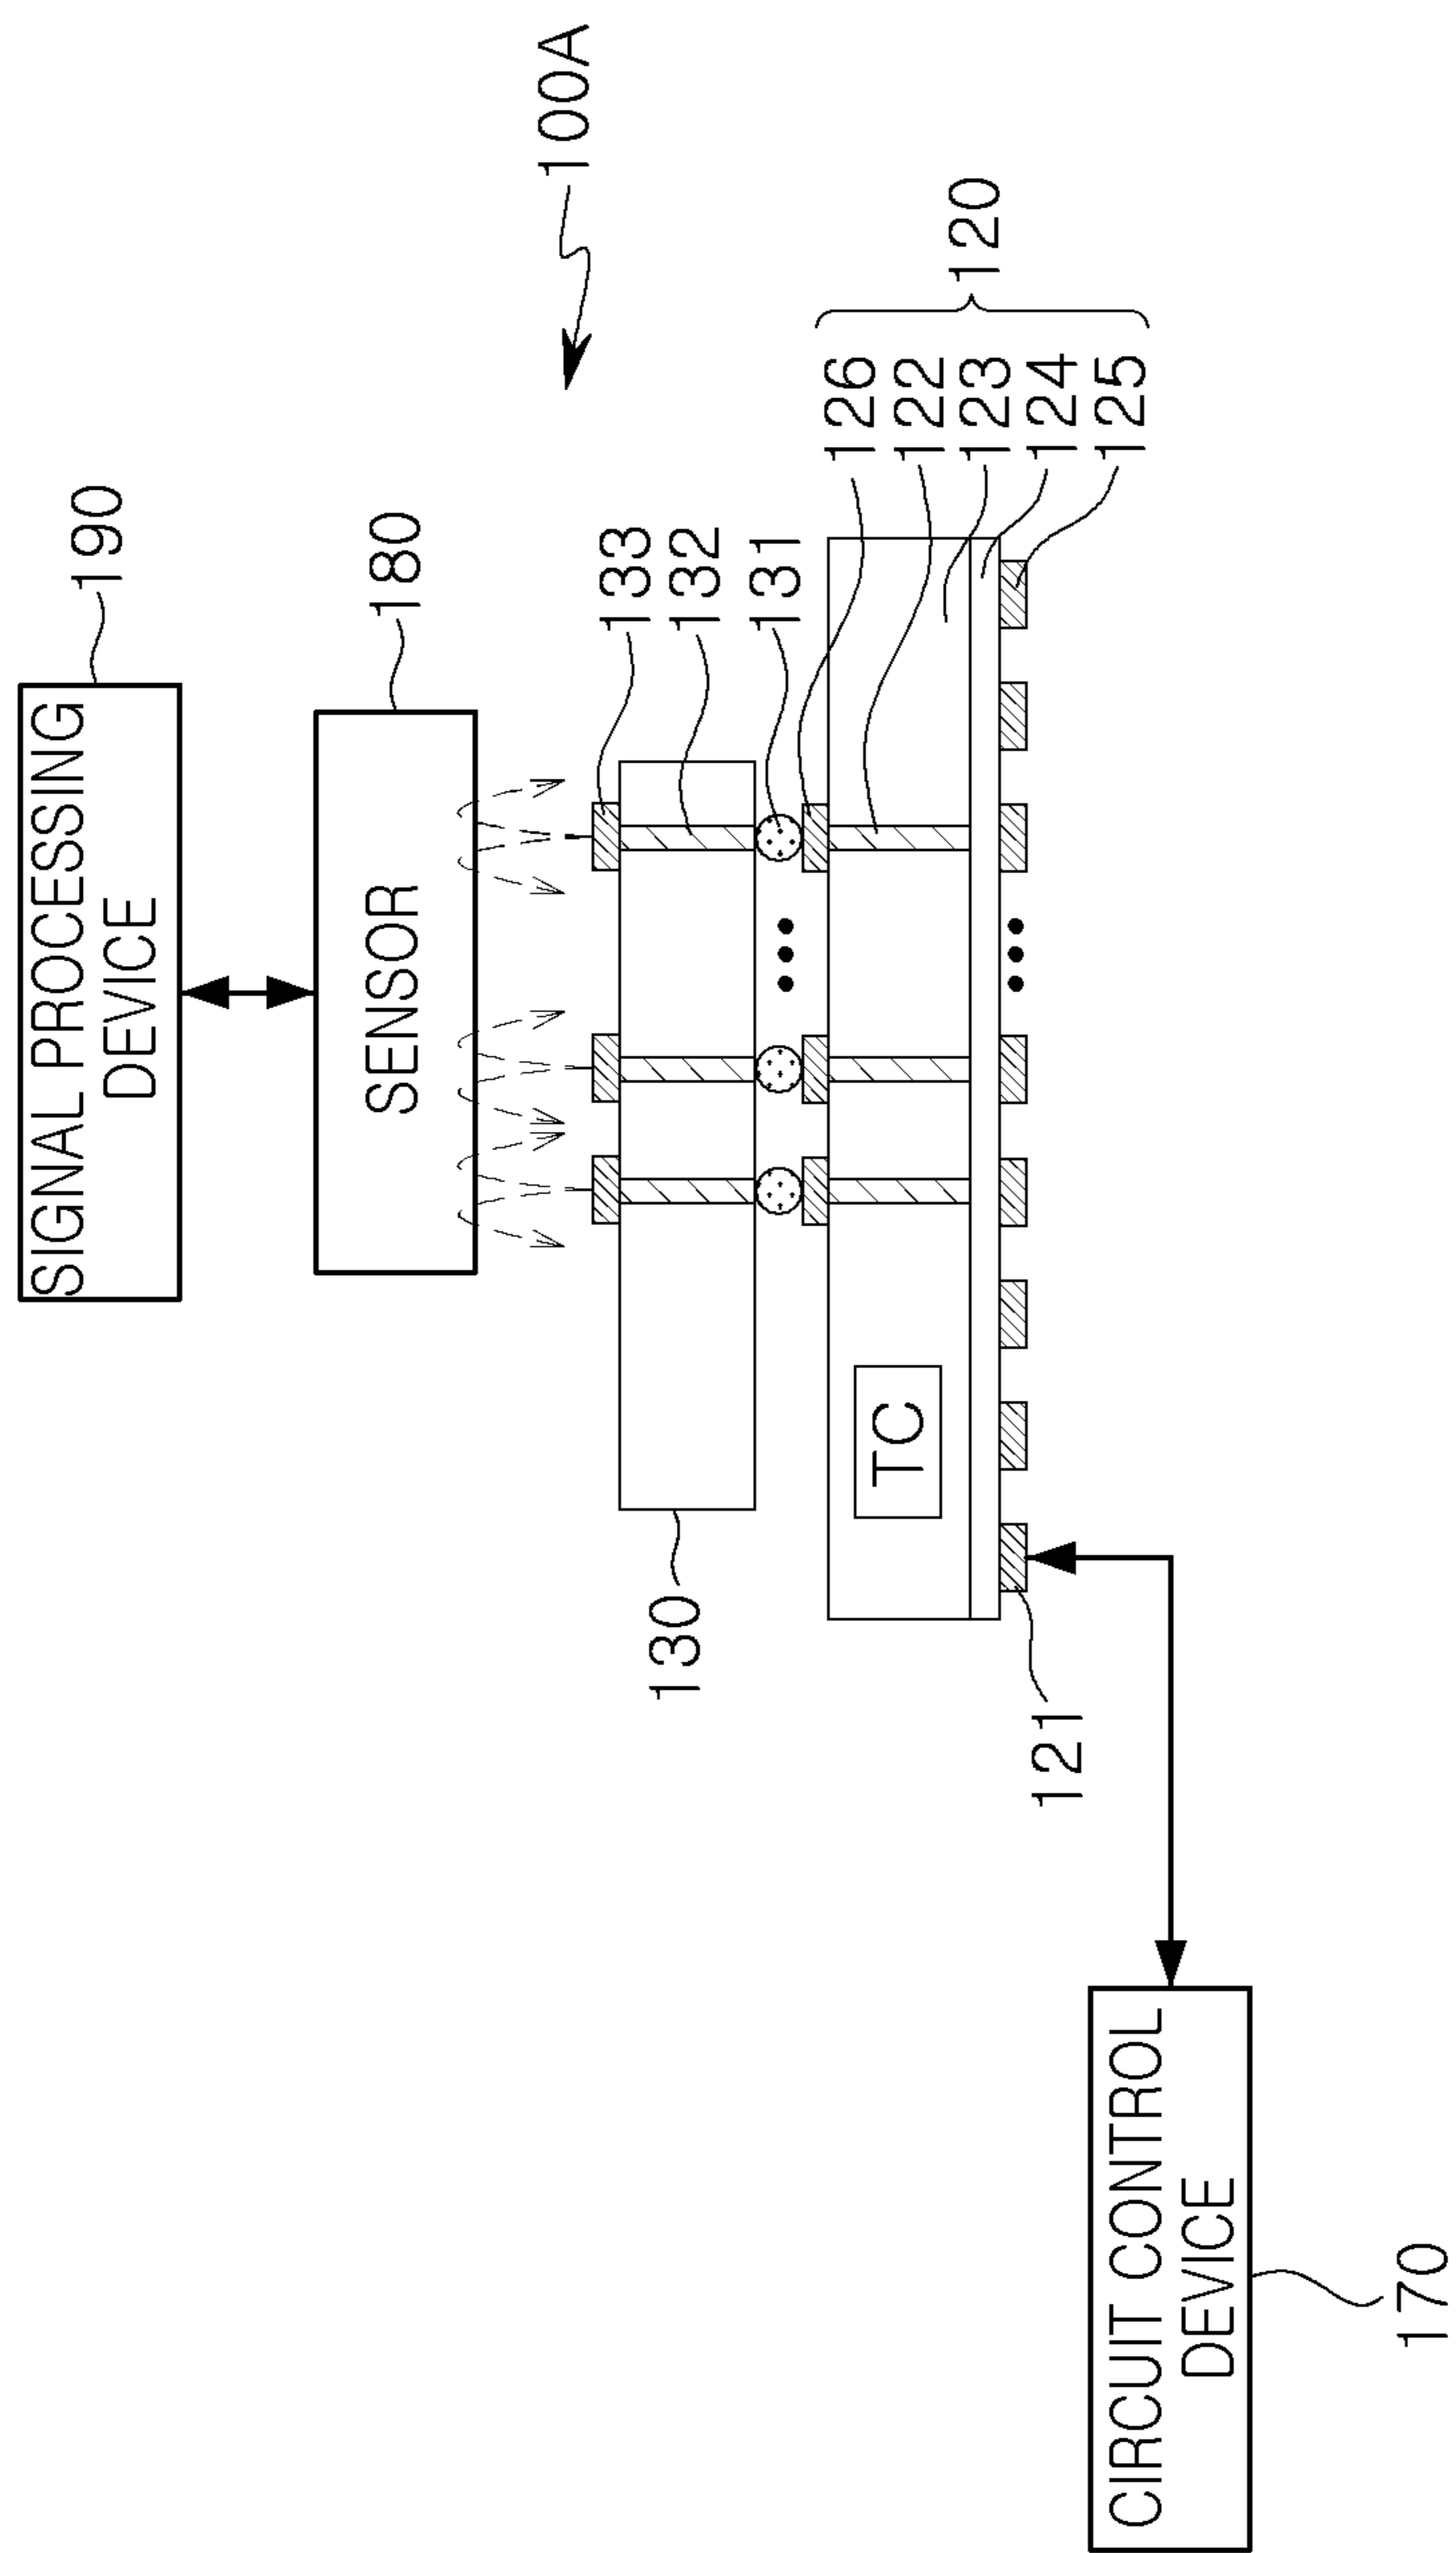 SIGNAL PROCESSING
DEVICE
190
SENSOR
180
100A
133
132
131
130
126
122
123
124
125
120
TC
121
CIRCUIT CONTROL
DEVICE
170